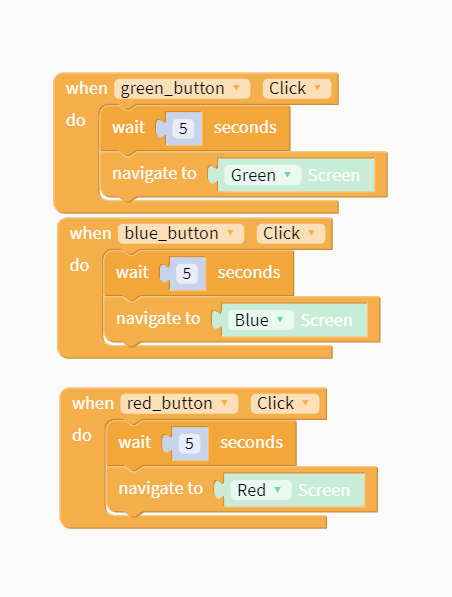 when green_button Click
do
wait 5 seconds
navigate to Green Screen
when blue_button Click
do
wait 5 seconds
navigate to Blue Screen
when red_button Click
do
wait 5 seconds
navigate to Red Screen